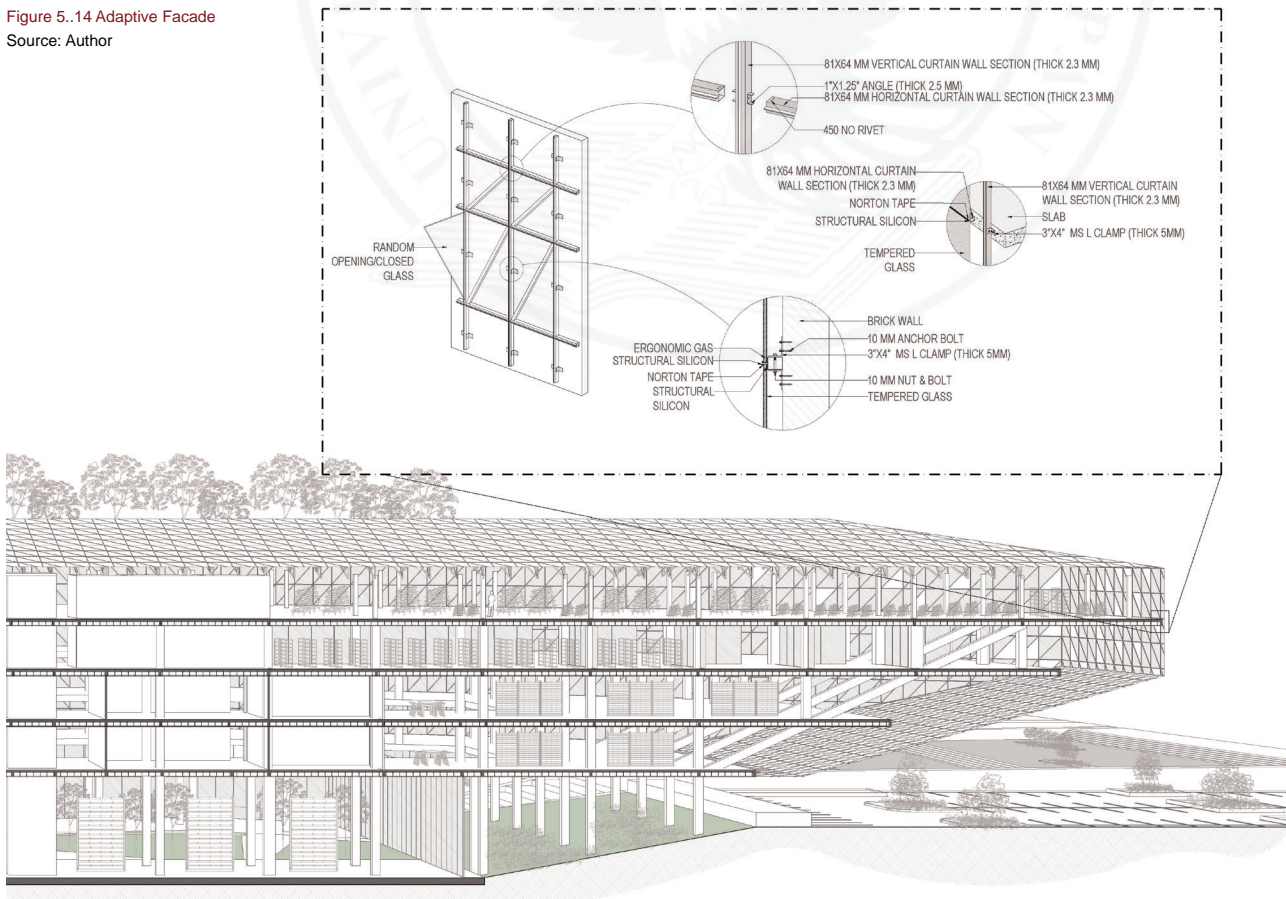 Figure 5..14 Adaptive Facade
Source: Author
UNIV
PAN
81X64 MM VERTICAL CURTAIN WALL SECTION (THICK 2.3 MM)
1"X1.25" ANGLE (THICK 2.5 MM)
81X64 MM HORIZONTAL CURTAIN WALL SECTION (THICK 2.3 MM)
450 NO RIVET
81X64 MM HORIZONTAL CURTAIN
WALL SECTION (THICK 2.3 MM)
NORTON TAPE
STRUCTURAL SILICON
TEMPERED
GLASS
81X64 MM VERTICAL CURTAIN
WALL SECTION (THICK 2.3 MM)
SLAB
3"X4" MS L CLAMP (THICK 5MM)
RANDOM
OPENING/CLOSED
GLASS
ERGONOMIC GAS
STRUCTURAL SILICON
NORTON TAPE
STRUCTURAL
SILICON
BRICK WALL
10 MM ANCHOR BOLT
3"X4" MS L CLAMP (THICK 5MM)
10 MM NUT & BOLT
TEMPERED GLASS